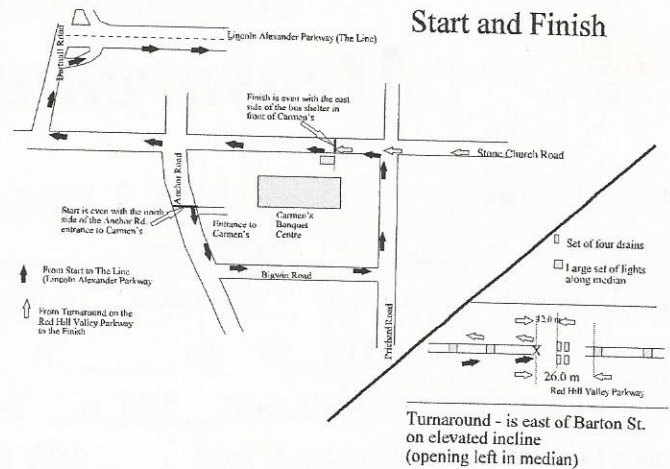 Start and Finish
Lincoln Alexander Parkway (The Line)
Dartnall Road
Finish is even with the east
side of the bus shelter in
front of Carmen's
Stone Church Road
Anchor Road
Start is even with the north
side of the Anchor Rd.
entrance to Carmen's
Entrance to
Carmen's
Carmen's
Banquet
Centre
Bigwin Road
Prichard Road
From Start to The Line
(Lincoln Alexander Parkway
From Turnaround on the
Red Hill Valley Parkway
to the Finish
Set of four drains
Large set of lights
along median
X
26.0 m
Red Hill Valley Parkway
Turnaround - is east of Barton St.
on elevated incline
(opening left in median)